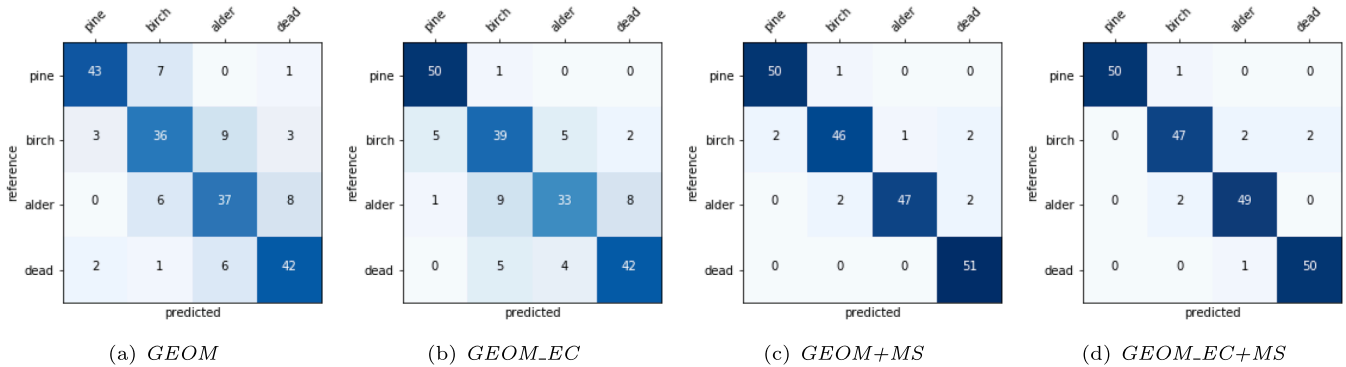 pine birch alder dead
pine 43 7 0 1
birch 3 36 9 3
alder 0 6 37 8
dead 2 1 6 42
reference
predicted
(a) GEOM
pine birch alder dead
pine 50 1 0 0
birch 5 39 5 2
alder 1 9 33 8
dead 0 5 4 42
reference
predicted
(b) GEOM_EC
pine birch alder dead
pine 50 1 0 0
birch 2 46 1 2
alder 0 2 47 2
dead 0 0 0 51
reference
predicted
(c) GEOM+MS
pine birch alder dead
pine 50 1 0 0
birch 0 47 2 2
alder 0 2 49 0
dead 0 0 1 50
reference
predicted
(d) GEOM_EC+MS